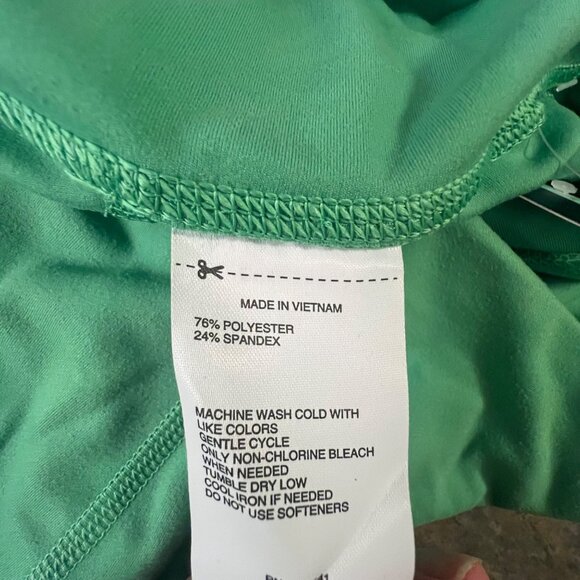 MADE IN VIETNAM
76% POLYESTER
24% SPANDEX
MACHINE WASH COLD WITH
LIKE COLORS
GENTLE CYCLE
ONLY NON-CHLORINE BLEACH
WHEN NEEDED
TUMBLE DRY LOW
COOL IRON IF NEEDED
DO NOT USE SOFTENERS